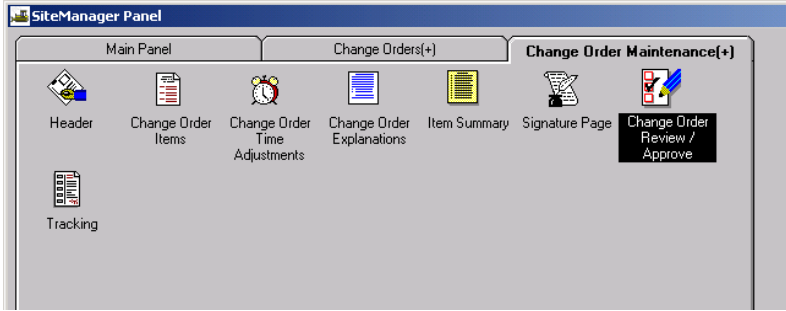 SiteManager Panel
Main Panel
Change Orders(+)
Change Order Maintenance(+)
Header
Change Order
Items
Change Order
Time
Adjustments
Change Order
Explanations
Item Summary
Signature Page
Change Order
Review /
Approve
Tracking